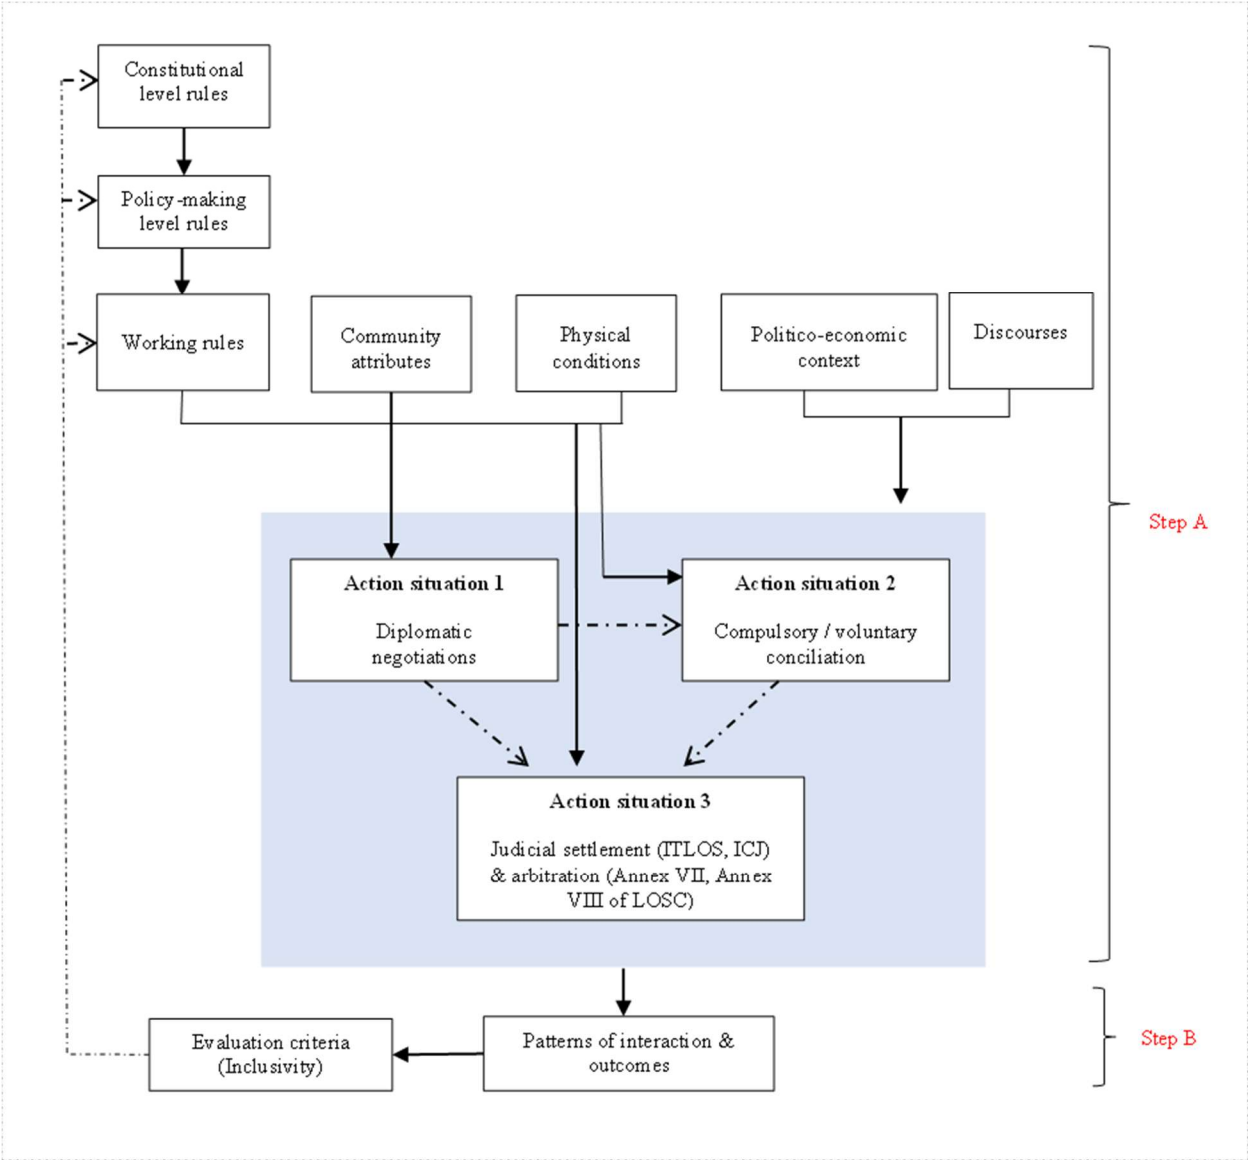 Constitutional
level rules
Policy-making
level rules
Working rules
Community
attributes
Physical
conditions
Politico-economic
context
Discourses
Step A
Action situation 1
Diplomatic
negotiations
Action situation 2
Compulsory / voluntary
conciliation
Action situation 3
Judicial settlement (ITLOS, ICJ)
& arbitration (Annex VII, Annex
VIII of LOSC)
Evaluation criteria
(Inclusivity)
Patterns of interaction &
outcomes
Step B